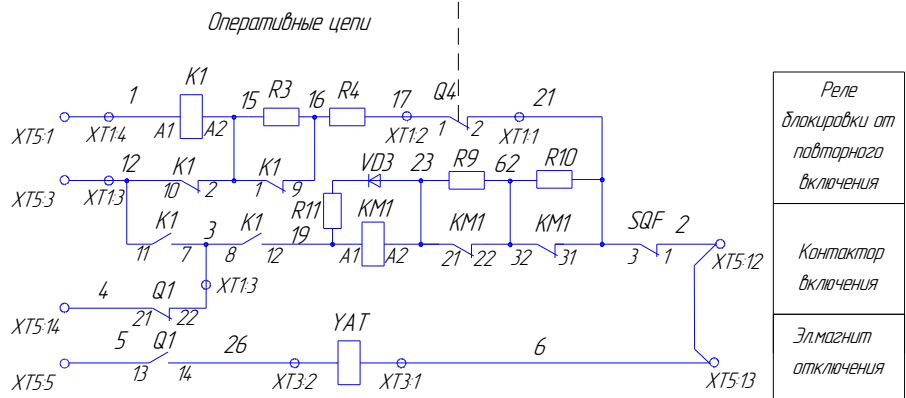 Оперативные цепи
1 K1 15 R3 16 R4 17 Q4 21
XT5:1 XT1:4 A1 A2 XT1:2 1 2 XT1:1
12 K1 K1 VD3 23 R9 62 R10
XT5:3 XT1:3 10 2 1 9
R11
K1 3 K1 19 KM1 KM1 KM1 SQF 2
11 7 8 12 A1 A2 21 22 32 31 3 1 XT5:12
XT1:3
4 Q1
XT5:14 21 22
5 Q1 26 YAT 6
XT5:5 13 14 XT3:2 XT3:1 XT5:13
Реле
блокировки от
повторного
включения
Контактор
включения
Эл.магнит
отключения